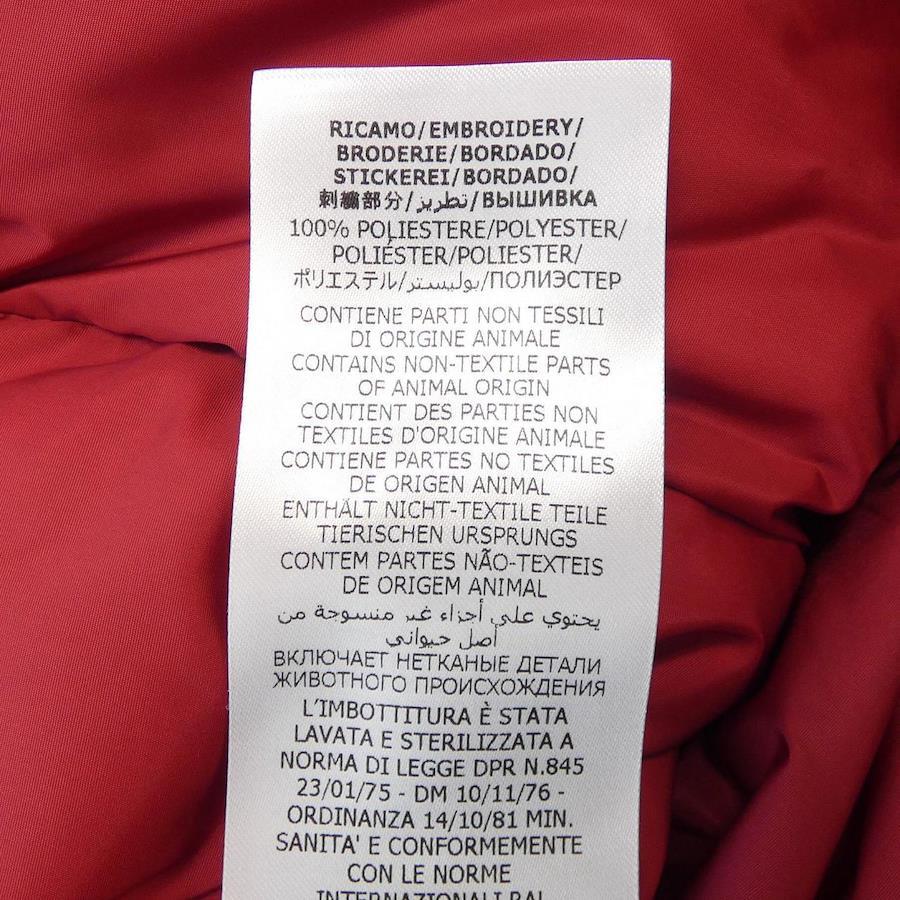 RICAMO/EMBROIDERY/
BRODERIE/BORDADO/
STICKEREI/BORDADO/
刺繍部分/تطريز/ВЫШИВКА
100% POLIESTERE/POLYESTER/
POLIÉSTER/POLIESTER/
ポリエステル/بوليستر/ПОЛИЭСТЕР
CONTIENE PARTI NON TESSILI
DI ORIGINE ANIMALE
CONTAINS NON-TEXTILE PARTS
OF ANIMAL ORIGIN
CONTIENT DES PARTIES NON
TEXTILES D'ORIGINE ANIMALE
CONTIENE PARTES NO TEXTILES
DE ORIGEN ANIMAL
ENTHÄLT NICHT-TEXTILE TEILE
TIERISCHEN URSPRUNGS
CONTEM PARTES NÃO-TEXTEIS
DE ORIGEM ANIMAL
يحتوي على أجزاء غير منسوجة من
أصل حيواني
ВКЛЮЧАЕТ НЕТКАНЫЕ ДЕТАЛИ
ЖИВОТНОГО ПРОИСХОЖДЕНИЯ
L'IMBOTTITURA È STATA
LAVATA E STERILIZZATA A
NORMA DI LEGGE DPR N.845
23/01/75 - DM 10/11/76 -
ORDINANZA 14/10/81 MIN.
SANITA' E CONFORMEMENTE
CON LE NORME
INTERNAZIONALI RAL